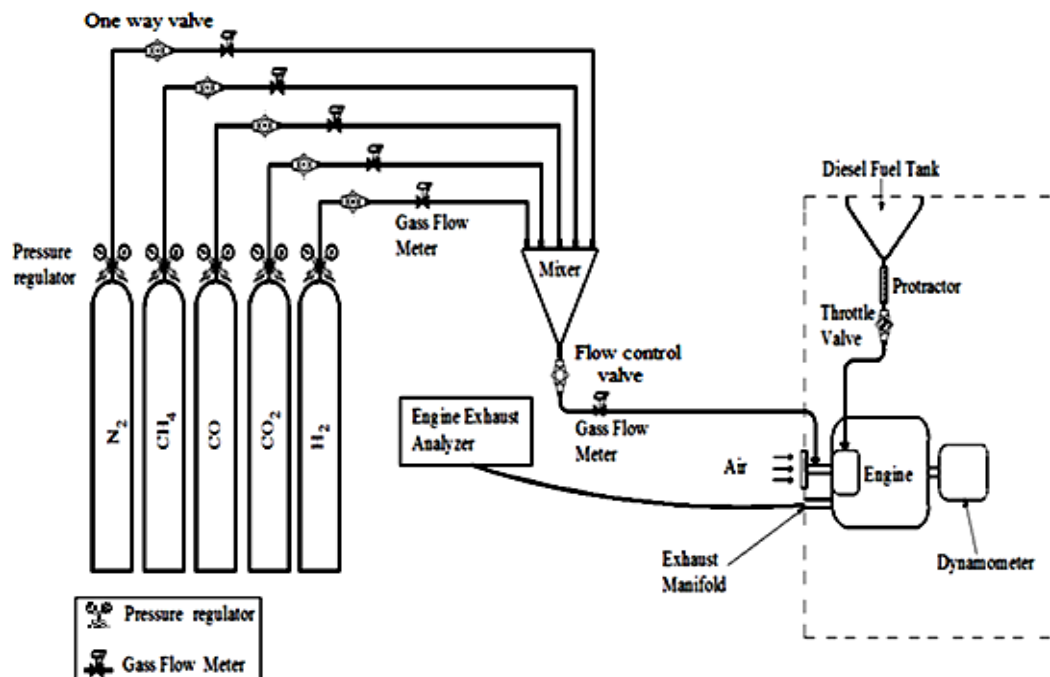 One way valve
Diesel Fuel Tank
Gass Flow
Meter
Pressure
regulator
Mixer
Protractor
Throttle
Valve
Flow control
valve
N2
CH4
CO
CO2
H2
Engine Exhaust
Analyzer
Gass Flow
Meter
Air
Engine
Exhaust
Manifold
Dynamometer
Pressure regulator
Gass Flow Meter